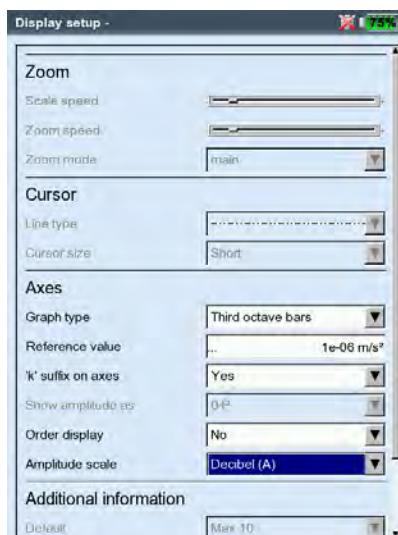 Display setup -
75%
Zoom
Scale speed
Zoom speed
Zoom mode main
Cursor
Line type
Cursor size Short
Axes
Graph type Third octave bars
Reference value ... 1e-06 m/s²
'k' suffix on axes Yes
Show amplitude as 0-P
Order display No
Amplitude scale Decibel (A)
Additional information
Default Max 10